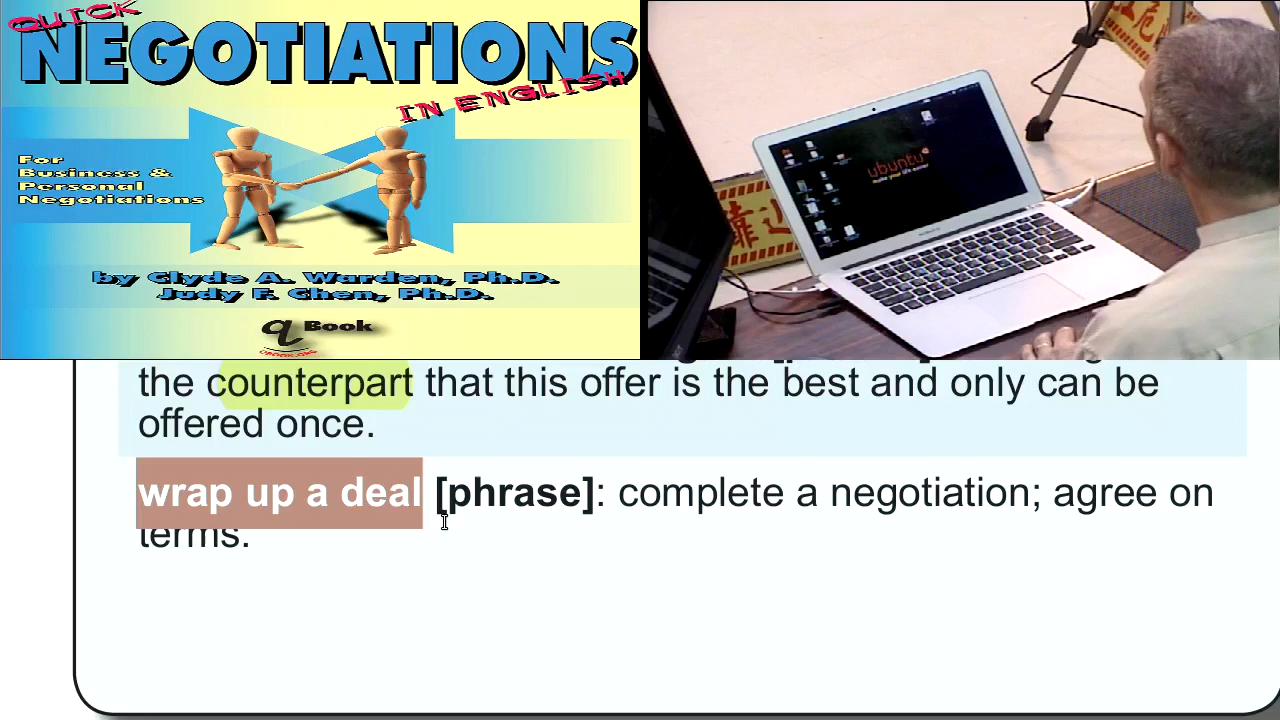 QUICK
NEGOTIATIONS
IN ENGLISH
For
Business &
Personal
Negotiations
by Clyde A. Warden, Ph.D.
Judy F. Chen, Ph.D.
q Book
ubuntu
the counterpart that this offer is the best and only can be
offered once.
wrap up a deal [phrase]: complete a negotiation; agree on
terms.